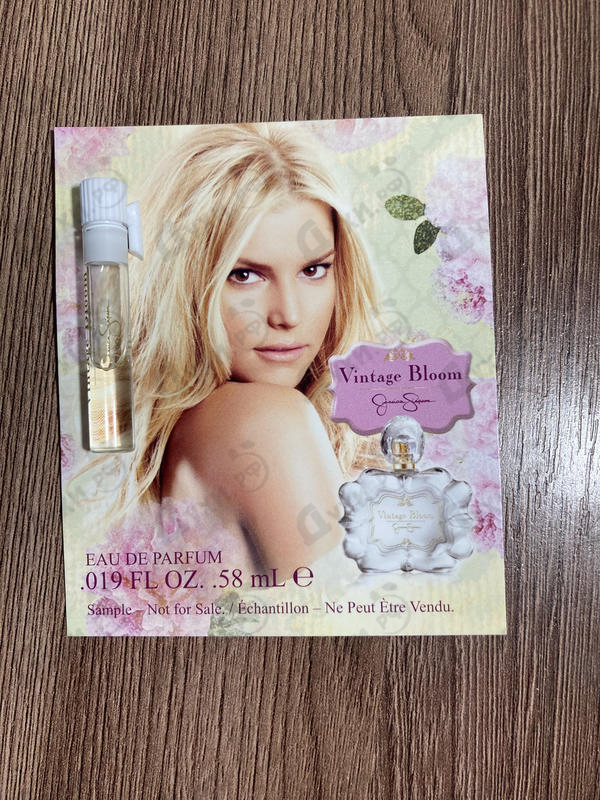 Vintage Bloom
Jessica Simpson
Vintage Bloom
EAU DE PARFUM
.019 FL OZ. .58 mL ℮
Sample – Not for Sale. / Échantillon – Ne Peut Être Vendu.